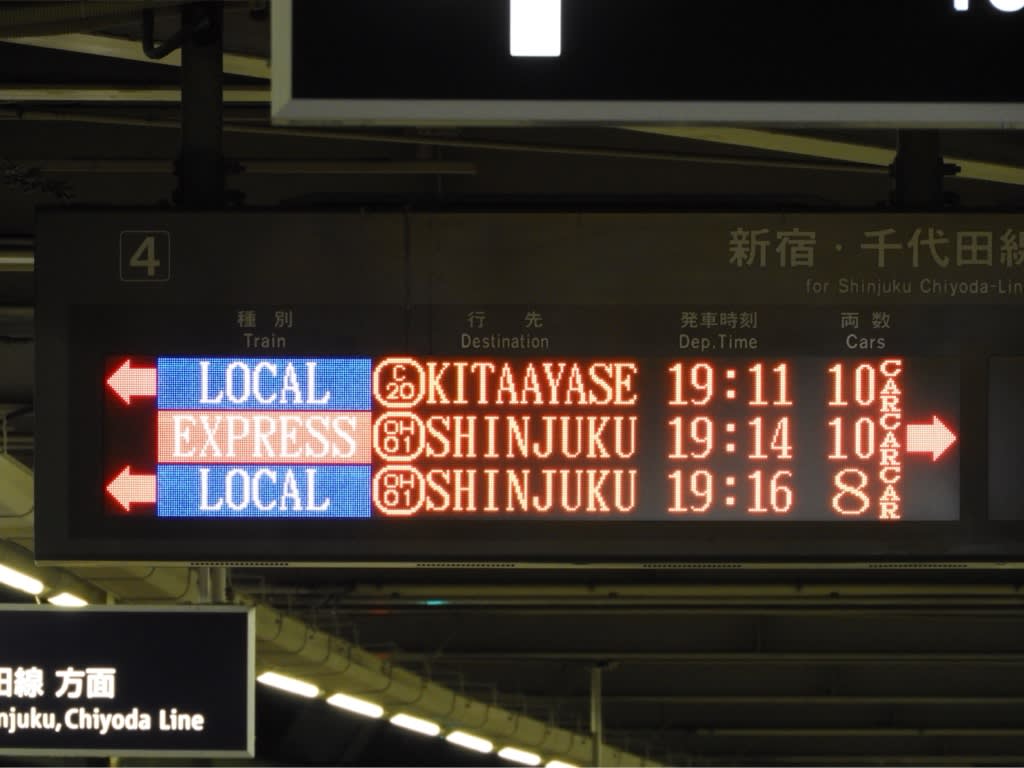 4
新宿・千代田線
for Shinjuku Chiyoda-Lin
種別 行先 発車時刻 両数
Train Destination Dep.Time Cars
LOCAL C20 KITAAYASE 19:11 10CAR
EXPRESS OH01 SHINJUKU 19:14 10CAR
LOCAL OH01 SHINJUKU 19:16 8CAR
田線 方面
njuku,Chiyoda Line